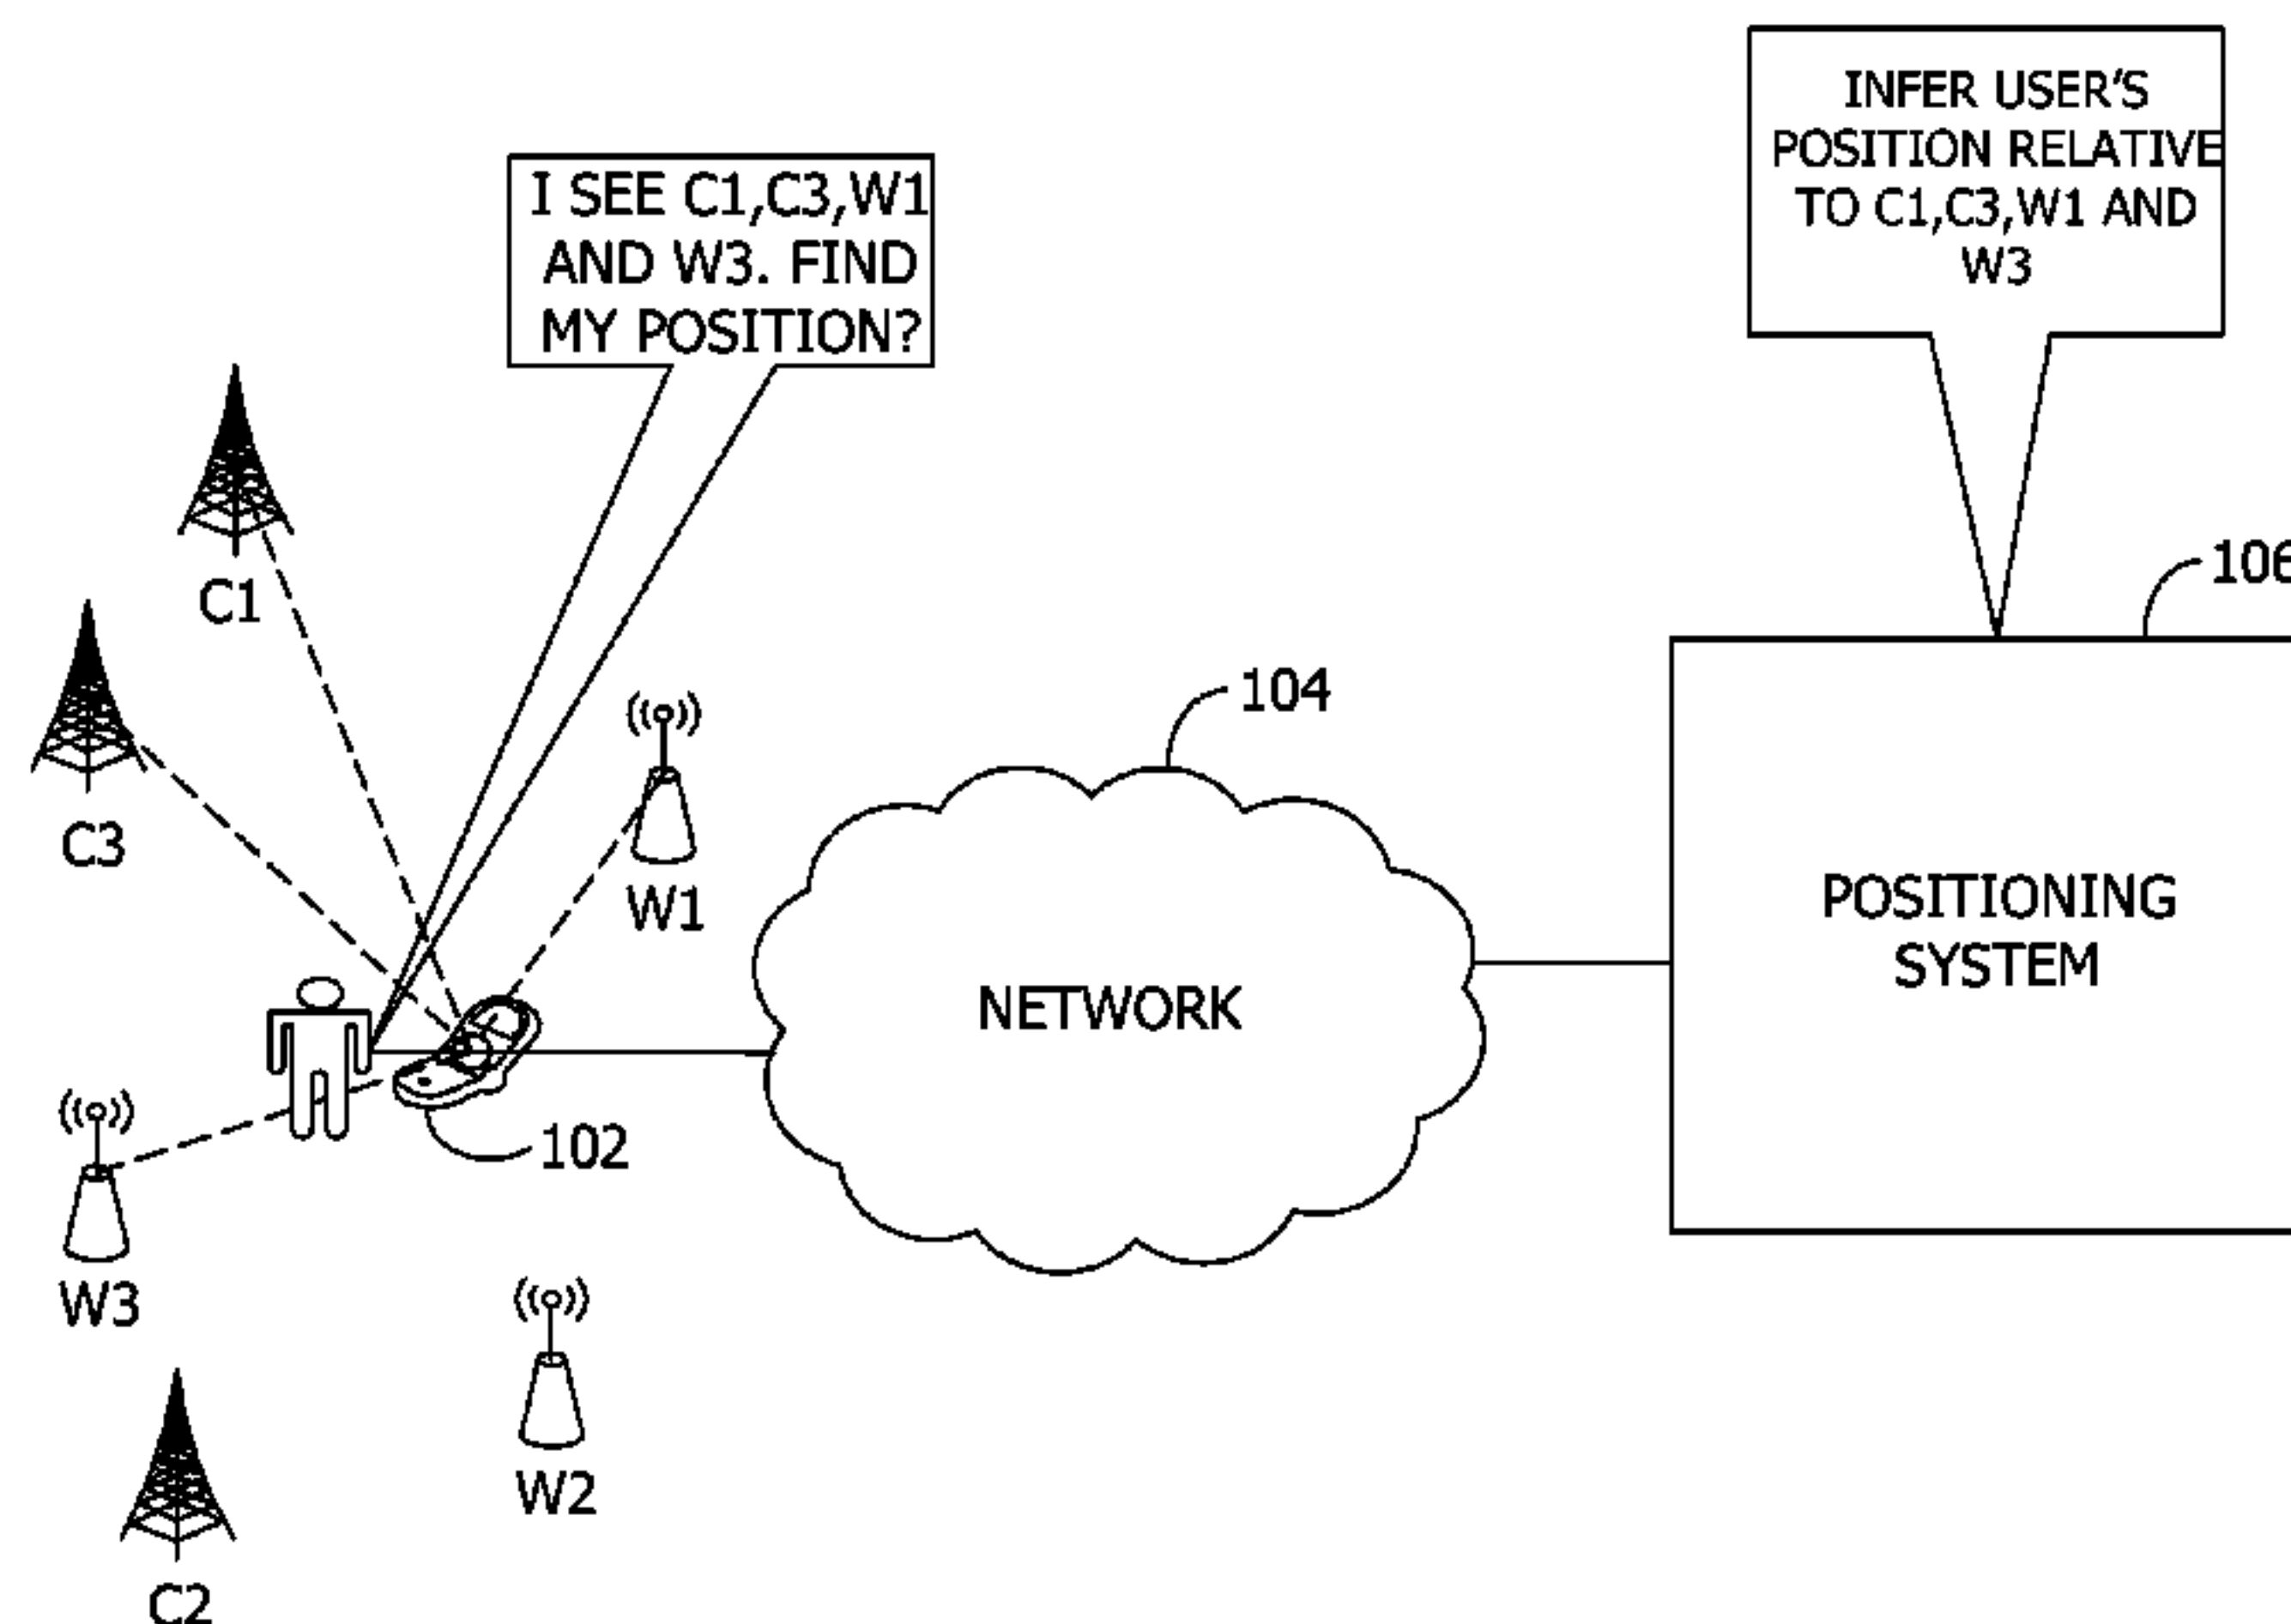 INFER USER'S
POSITION RELATIVE
TO C1,C3,W1 AND
W3
I SEE C1,C3,W1
AND W3. FIND
MY POSITION?
C1
106
C3
W1
104
POSITIONING
SYSTEM
NETWORK
102
W3
W2
C2